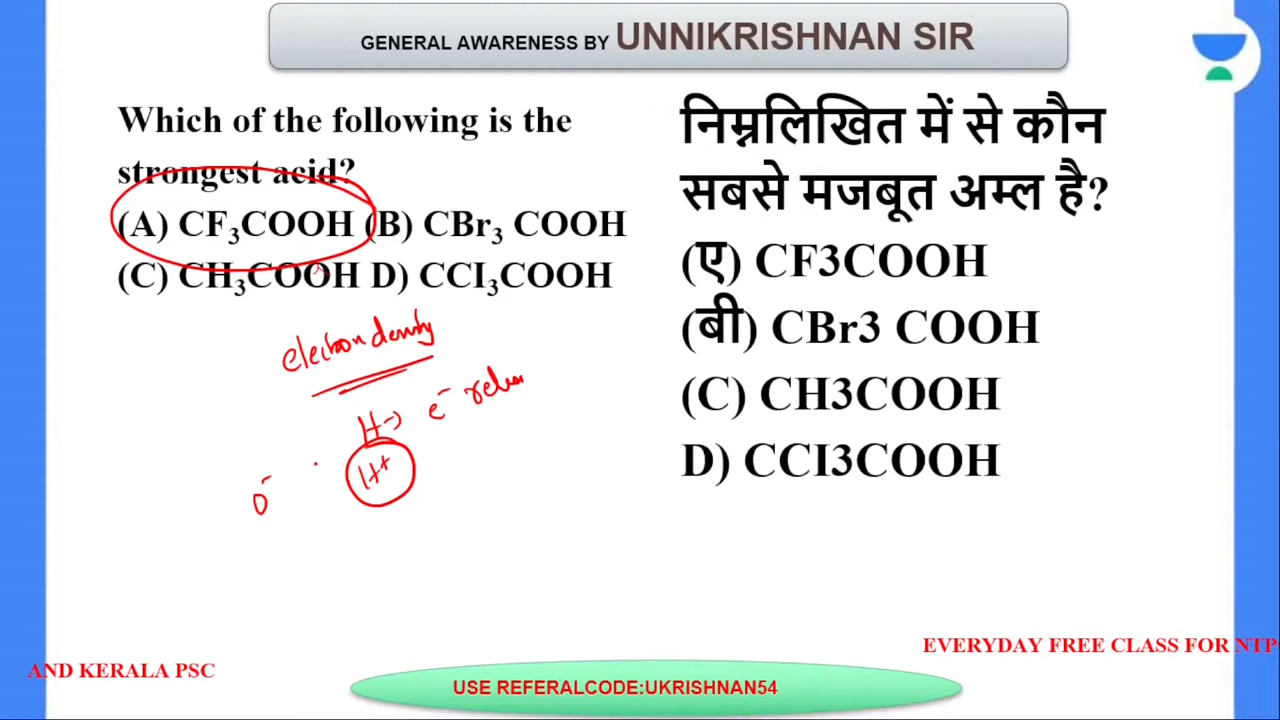 GENERAL AWARENESS BY UNNIKRISHNAN SIR
Which of the following is the
strongest acid?
(A) CF₃COOH (B) CBr₃ COOH
(C) CH₃COOH D) CCI₃COOH
electron density
H→ e⁻
H⁺
O⁻
निम्नलिखित में से कौन
सबसे मजबूत अम्ल है?
(ए) CF3COOH
(बी) CBr3 COOH
(C) CH3COOH
D) CCI3COOH
EVERYDAY FREE CLASS FOR NTP
AND KERALA PSC
USE REFERALCODE:UKRISHNAN54